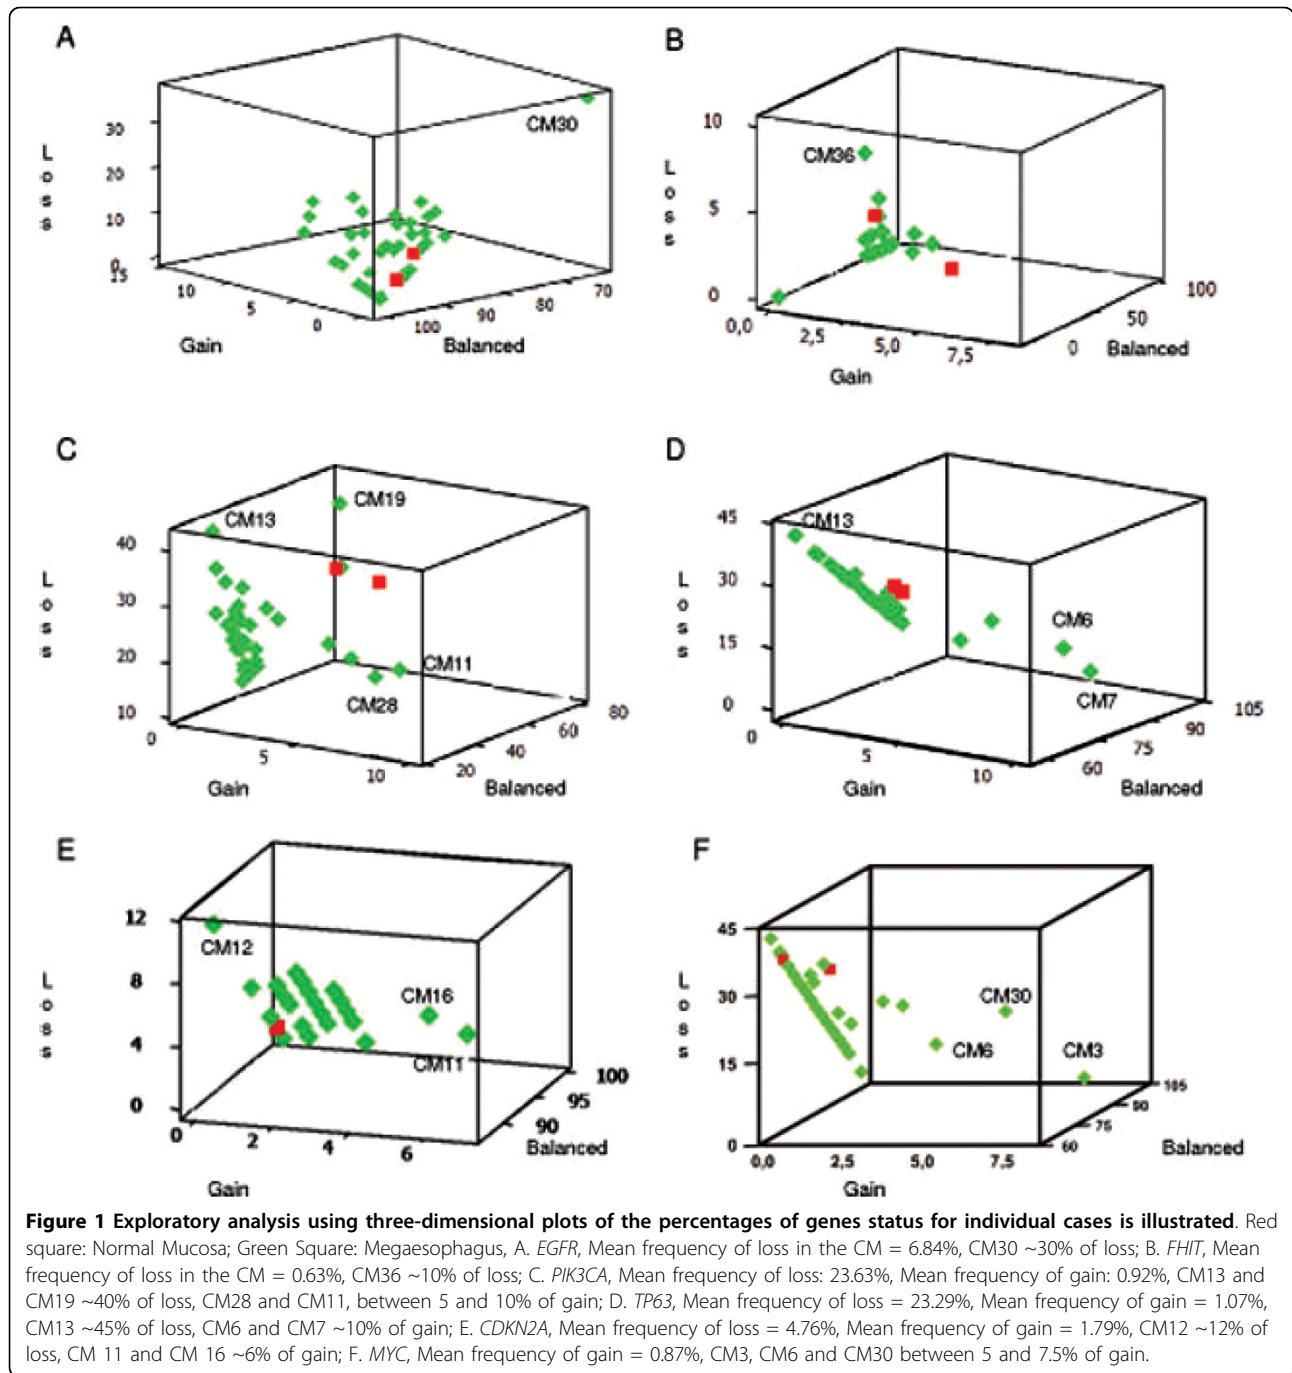 A
30
20
10
0
15
10
5
0
100
90
80
70
Loss
Gain
Balanced
CM30
B
10
5
0
0,0
2,5
5,0
7,5
0
50
100
Loss
Gain
Balanced
CM36
C
40
30
20
10
0
5
10
20
40
60
80
Loss
Gain
Balanced
CM13
CM19
CM11
CM28
D
45
30
15
0
0
5
10
60
75
90
105
Loss
Gain
Balanced
CM13
CM6
CM7
E
12
8
4
0
0
2
4
6
90
95
100
Loss
Gain
Balanced
CM12
CM16
CM11
F
45
30
15
0
0,0
2,5
5,0
7,5
60
75
90
105
Loss
Gain
Balanced
CM30
CM6
CM3
Figure 1 Exploratory analysis using three-dimensional plots of the percentages of genes status for individual cases is illustrated. Red
square: Normal Mucosa; Green Square: Megaesophagus, A. EGFR, Mean frequency of loss in the CM = 6.84%, CM30 ~30% of loss; B. FHIT, Mean
frequency of loss in the CM = 0.63%, CM36 ~10% of loss; C. PIK3CA, Mean frequency of loss: 23.63%, Mean frequency of gain: 0.92%, CM13 and
CM19 ~40% of loss, CM28 and CM11, between 5 and 10% of gain; D. TP63, Mean frequency of loss = 23.29%, Mean frequency of gain = 1.07%,
CM13 ~45% of loss, CM6 and CM7 ~10% of gain; E. CDKN2A, Mean frequency of loss = 4.76%, Mean frequency of gain = 1.79%, CM12 ~12% of
loss, CM 11 and CM 16 ~6% of gain; F. MYC, Mean frequency of gain = 0.87%, CM3, CM6 and CM30 between 5 and 7.5% of gain.